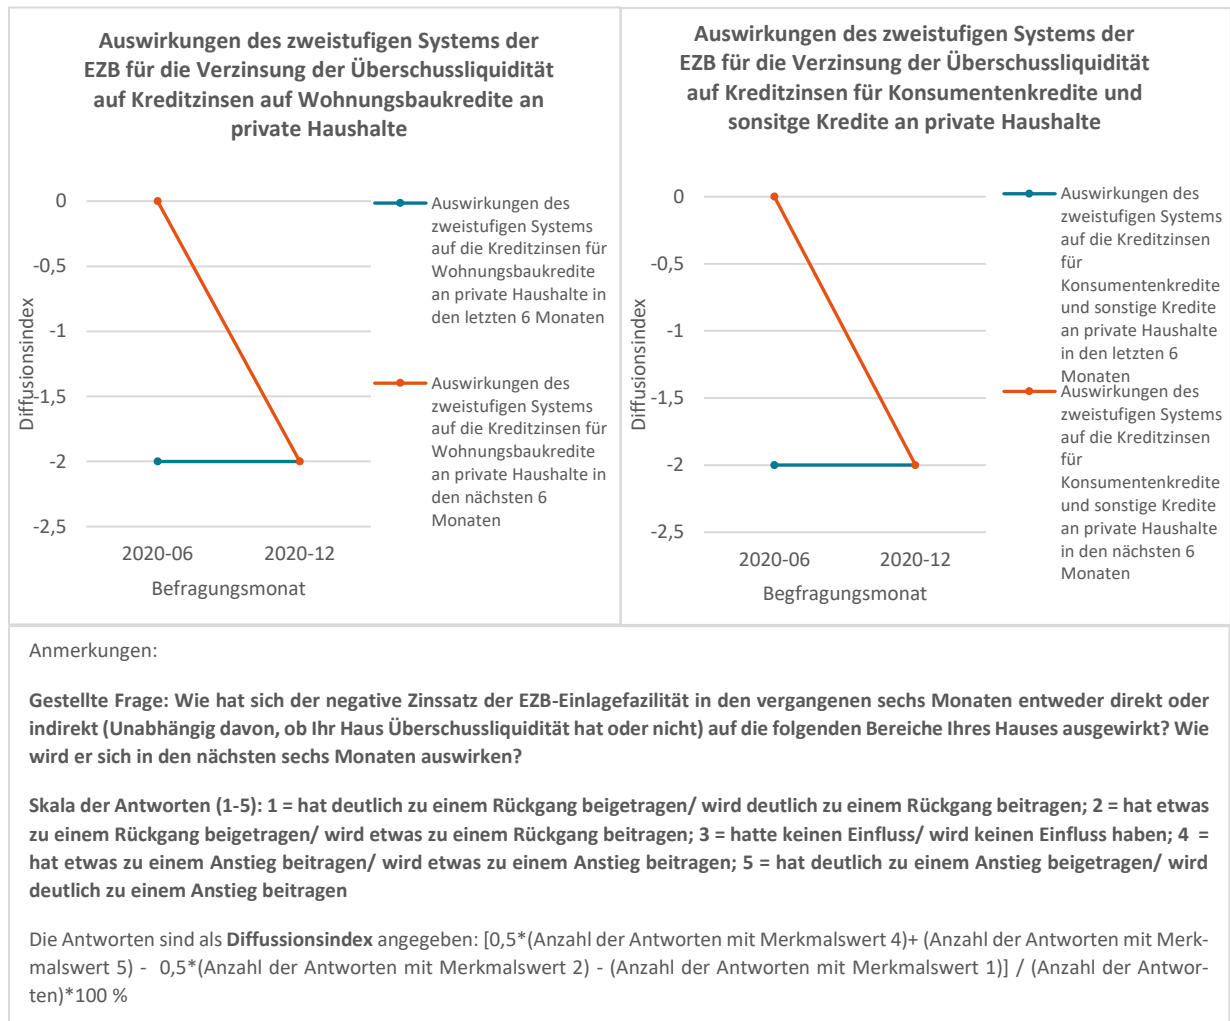 Auswirkungen des zweistufigen Systems der
EZB für die Verzinsung der Überschussliquidität
auf Kreditzinsen auf Wohnungsbaukredite an
private Haushalte
0
-0,5
-1
-1,5
-2
-2,5
Diffusionsindex
2020-06
2020-12
Befragungsmonat
Auswirkungen des
zweistufigen Systems
auf die Kreditzinsen für
Wohnungsbaukredite
an private Haushalte in
den letzten 6 Monaten
Auswirkungen des
zweistufigen Systems
auf die Kreditzinsen für
Wohnungsbaukredite
an private Haushalte in
den nächsten 6
Monaten
Auswirkungen des zweistufigen Systems der
EZB für die Verzinsung der Überschussliquidität
auf Kreditzinsen für Konsumentenkredite und
sonsitge Kredite an private Haushalte
0
-0,5
-1
-1,5
-2
-2,5
Diffusionsindex
2020-06
2020-12
Begfragungsmonat
Auswirkungen des
zweistufigen Systems
auf die Kreditzinsen
für
Konsumentenkredite
und sonstige Kredite
an private Haushalte
in den letzten 6
Monaten
Auswirkungen des
zweistufigen Systems
auf die Kreditzinsen
für
Konsumentenkredite
und sonstige Kredite
an private Haushalte
in den nächsten 6
Monaten
Anmerkungen:
Gestellte Frage: Wie hat sich der negative Zinssatz der EZB-Einlagefazilität in den vergangenen sechs Monaten entweder direkt oder
indirekt (Unabhängig davon, ob Ihr Haus Überschussliquidität hat oder nicht) auf die folgenden Bereiche Ihres Hauses ausgewirkt? Wie
wird er sich in den nächsten sechs Monaten auswirken?
Skala der Antworten (1-5): 1 = hat deutlich zu einem Rückgang beigetragen/ wird deutlich zu einem Rückgang beitragen; 2 = hat etwas
zu einem Rückgang beigetragen/ wird etwas zu einem Rückgang beitragen; 3 = hatte keinen Einfluss/ wird keinen Einfluss haben; 4 =
hat etwas zu einem Anstieg beitragen/ wird etwas zu einem Anstieg beitragen; 5 = hat deutlich zu einem Anstieg beigetragen/ wird
deutlich zu einem Anstieg beitragen
Die Antworten sind als Diffussionsindex angegeben: [0,5*(Anzahl der Antworten mit Merkmalswert 4)+ (Anzahl der Antworten mit Merk-
malswert 5) - 0,5*(Anzahl der Antworten mit Merkmalswert 2) - (Anzahl der Antworten mit Merkmalswert 1)] / (Anzahl der Antwor-
ten)*100 %